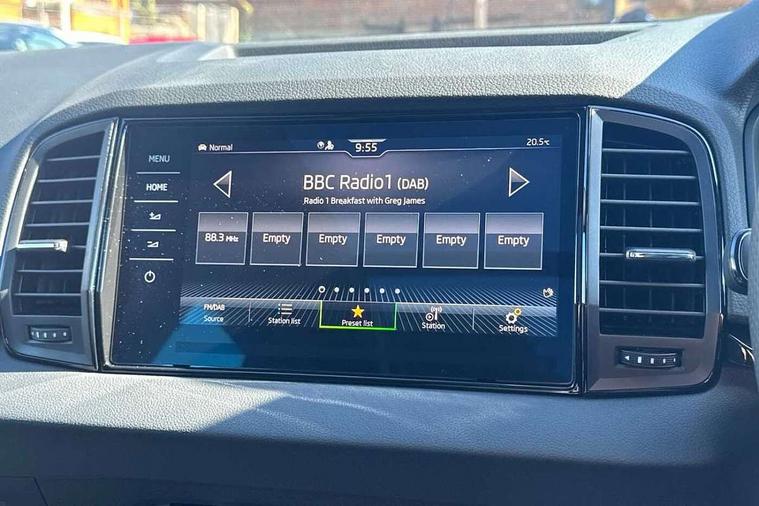 MENU
HOME
Normal
9:55
20.5°C
BBC Radio1 (DAB)
Radio 1 Breakfast with Greg James
88.3 MHz
Empty
Empty
Empty
Empty
Empty
FM/DAB
Source
Station list
Preset list
Station
Settings